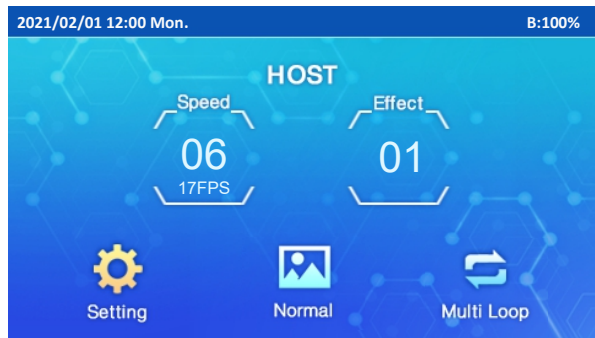 2021/02/01 12:00 Mon. B:100%
HOST
Speed Effect
06 01
17FPS
Setting Normal Multi Loop